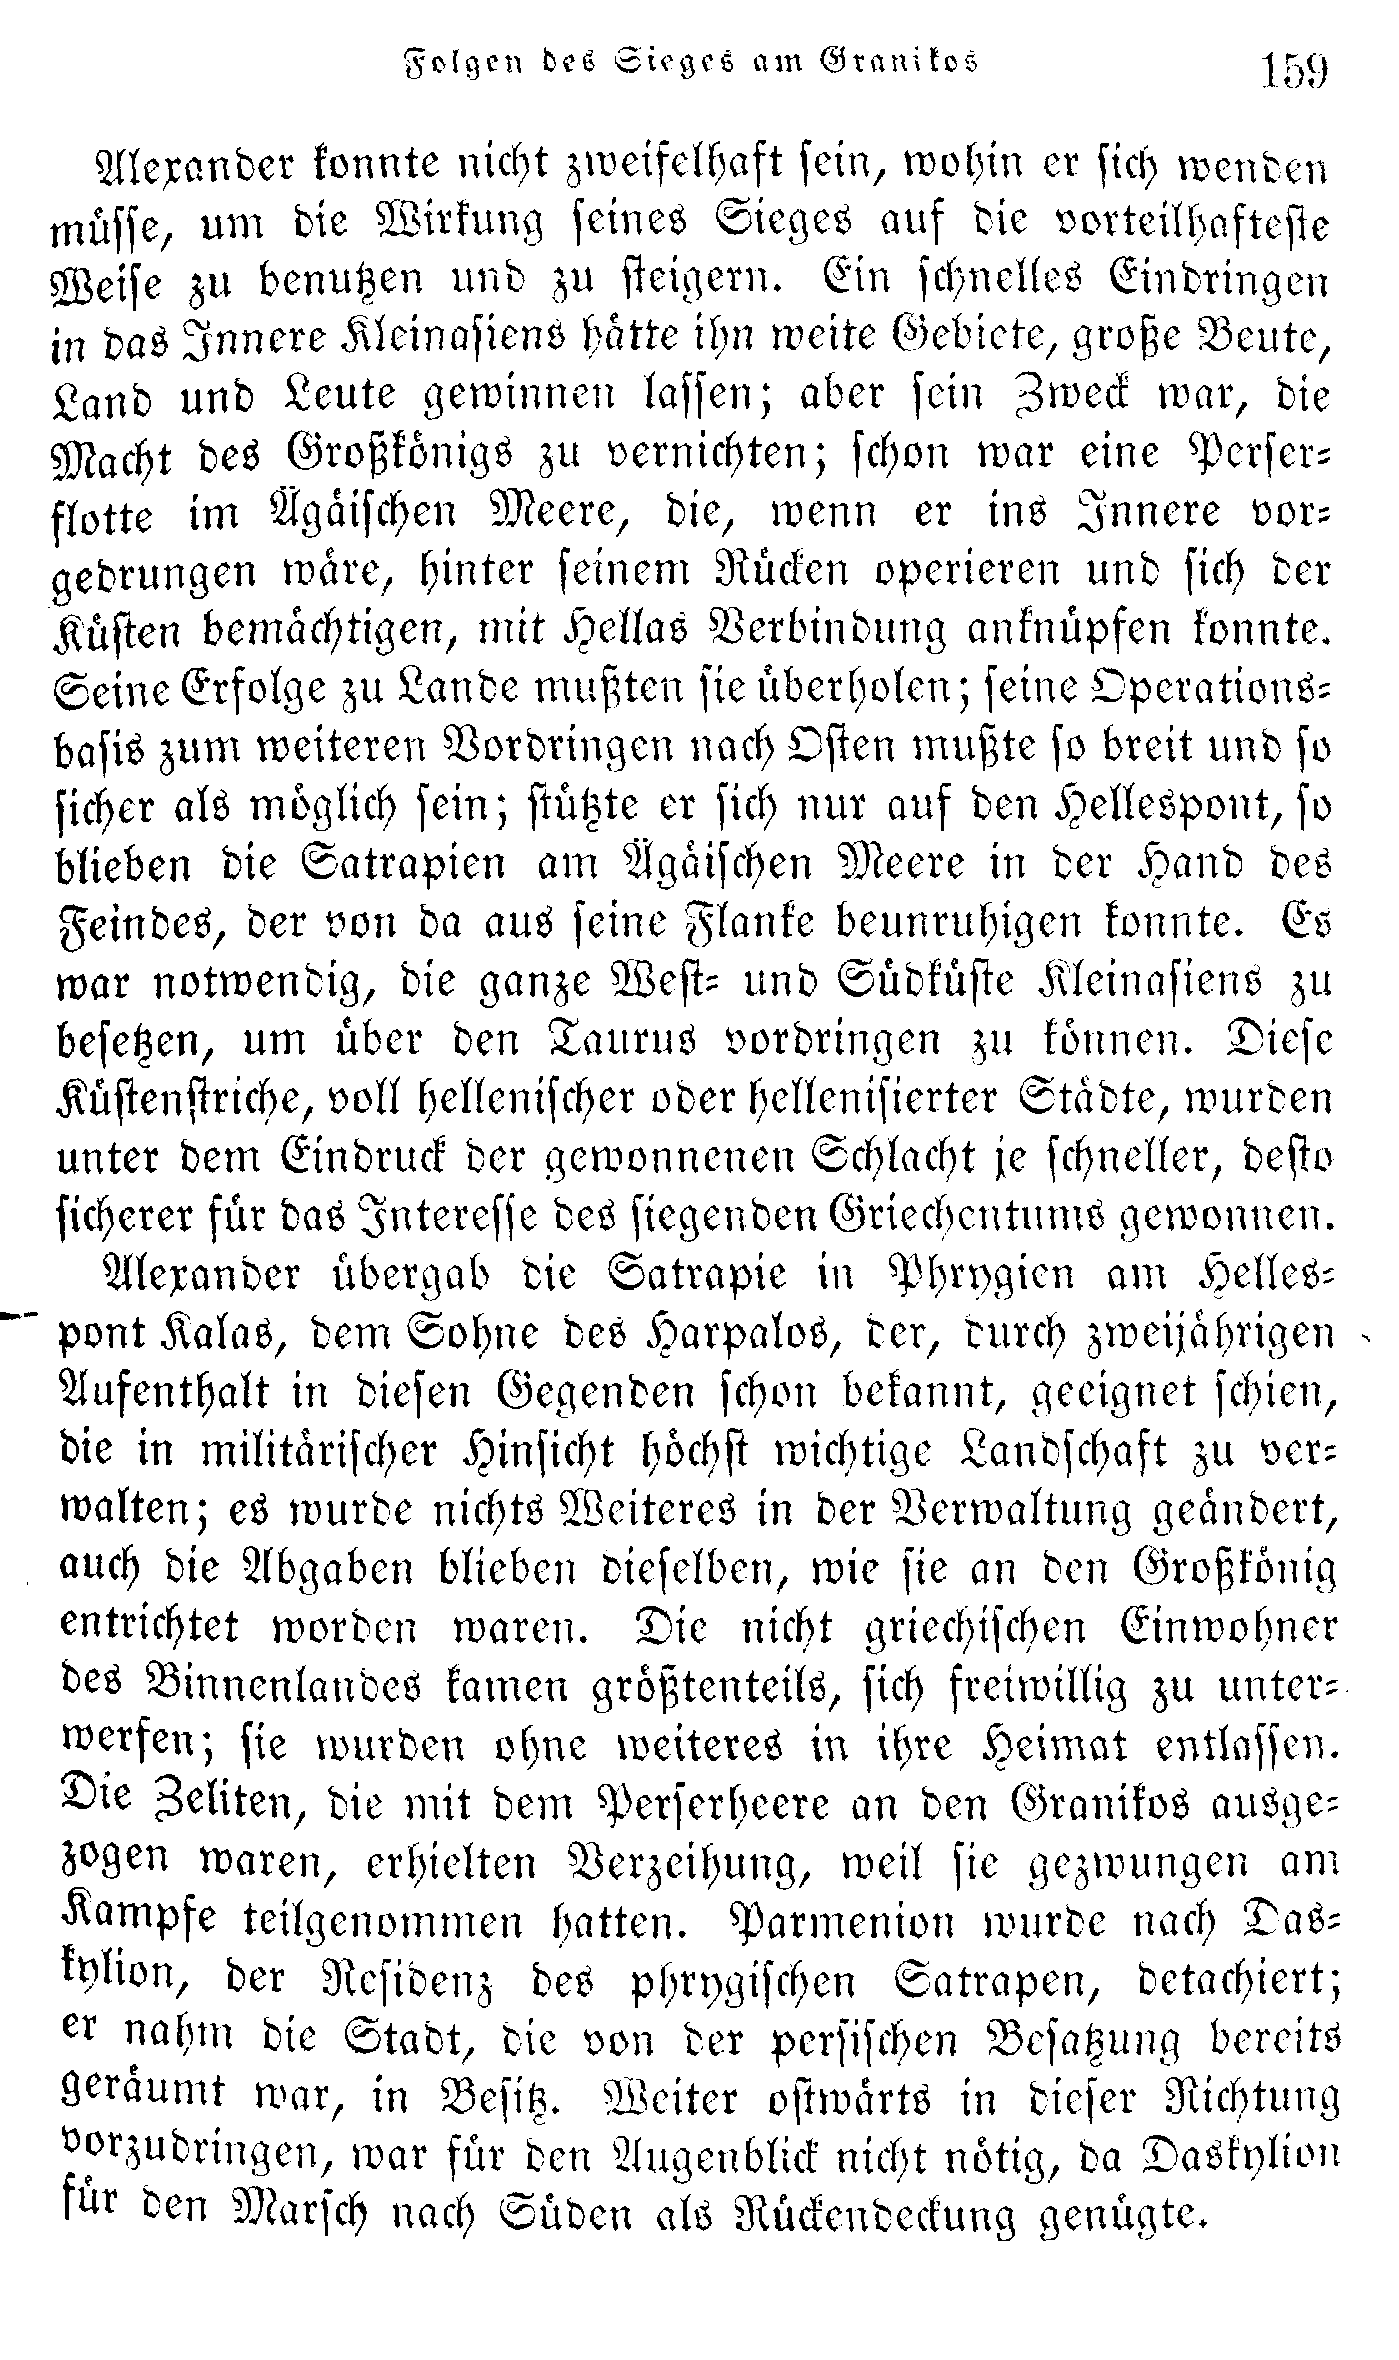 Folgen des Sieges am Granikos 159
Alexander konnte nicht zweifelhaft sein, wohin er sich wenden
müsse, um die Wirkung seines Sieges auf die vorteilhafteste
Weise zu benutzen und zu steigern. Ein schnelles Eindringen
in das Innere Kleinasiens hätte ihn weite Gebiete, große Beute,
Land und Leute gewinnen lassen; aber sein Zweck war, die
Macht des Großkönigs zu vernichten; schon war eine Perser-
flotte im Ägäischen Meere, die, wenn er ins Innere vor-
gedrungen wäre, hinter seinem Rücken operieren und sich der
Küsten bemächtigen, mit Hellas Verbindung anknüpfen konnte.
Seine Erfolge zu Lande mußten sie überholen; seine Operations-
basis zum weiteren Vordringen nach Osten mußte so breit und so
sicher als möglich sein; stützte er sich nur auf den Hellespont, so
blieben die Satrapien am Ägäischen Meere in der Hand des
Feindes, der von da aus seine Flanke beunruhigen konnte. Es
war notwendig, die ganze West- und Südküste Kleinasiens zu
besetzen, um über den Taurus vordringen zu können. Diese
Küstenstriche, voll hellenischer oder hellenisierter Städte, wurden
unter dem Eindruck der gewonnenen Schlacht je schneller, desto
sicherer für das Interesse des siegenden Griechentums gewonnen.
Alexander übergab die Satrapie in Phrygien am Helles-
pont Kalas, dem Sohne des Harpalos, der, durch zweijährigen
Aufenthalt in diesen Gegenden schon bekannt, geeignet schien,
die in militärischer Hinsicht höchst wichtige Landschaft zu ver-
walten; es wurde nichts Weiteres in der Verwaltung geändert,
auch die Abgaben blieben dieselben, wie sie an den Großkönig
entrichtet worden waren. Die nicht griechischen Einwohner
des Binnenlandes kamen größtenteils, sich freiwillig zu unter-
werfen; sie wurden ohne weiteres in ihre Heimat entlassen.
Die Zeliten, die mit dem Perserheere an den Granikos ausge-
zogen waren, erhielten Verzeihung, weil sie gezwungen am
Kampfe teilgenommen hatten. Parmenion wurde nach Das-
kylion, der Residenz des phrygischen Satrapen, detachiert;
er nahm die Stadt, die von der persischen Besatzung bereits
geräumt war, in Besitz. Weiter ostwärts in dieser Richtung
vorzudringen, war für den Augenblick nicht nötig, da Daskylion
für den Marsch nach Süden als Rückendeckung genügte.